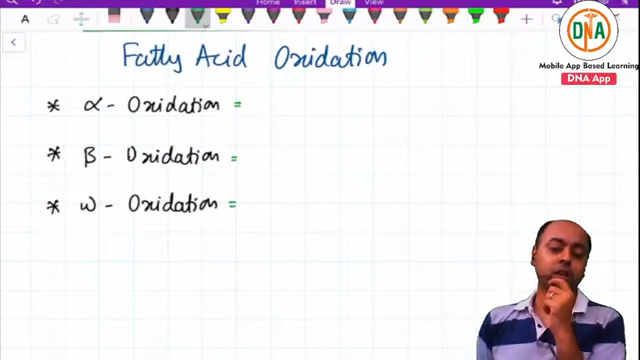 Home Insert Draw View
A
DNA
Mobile App Based Learning
DNA App
Fatty Acid Oxidation
* α - Oxidation =
* β - Oxidation =
* ω - Oxidation =